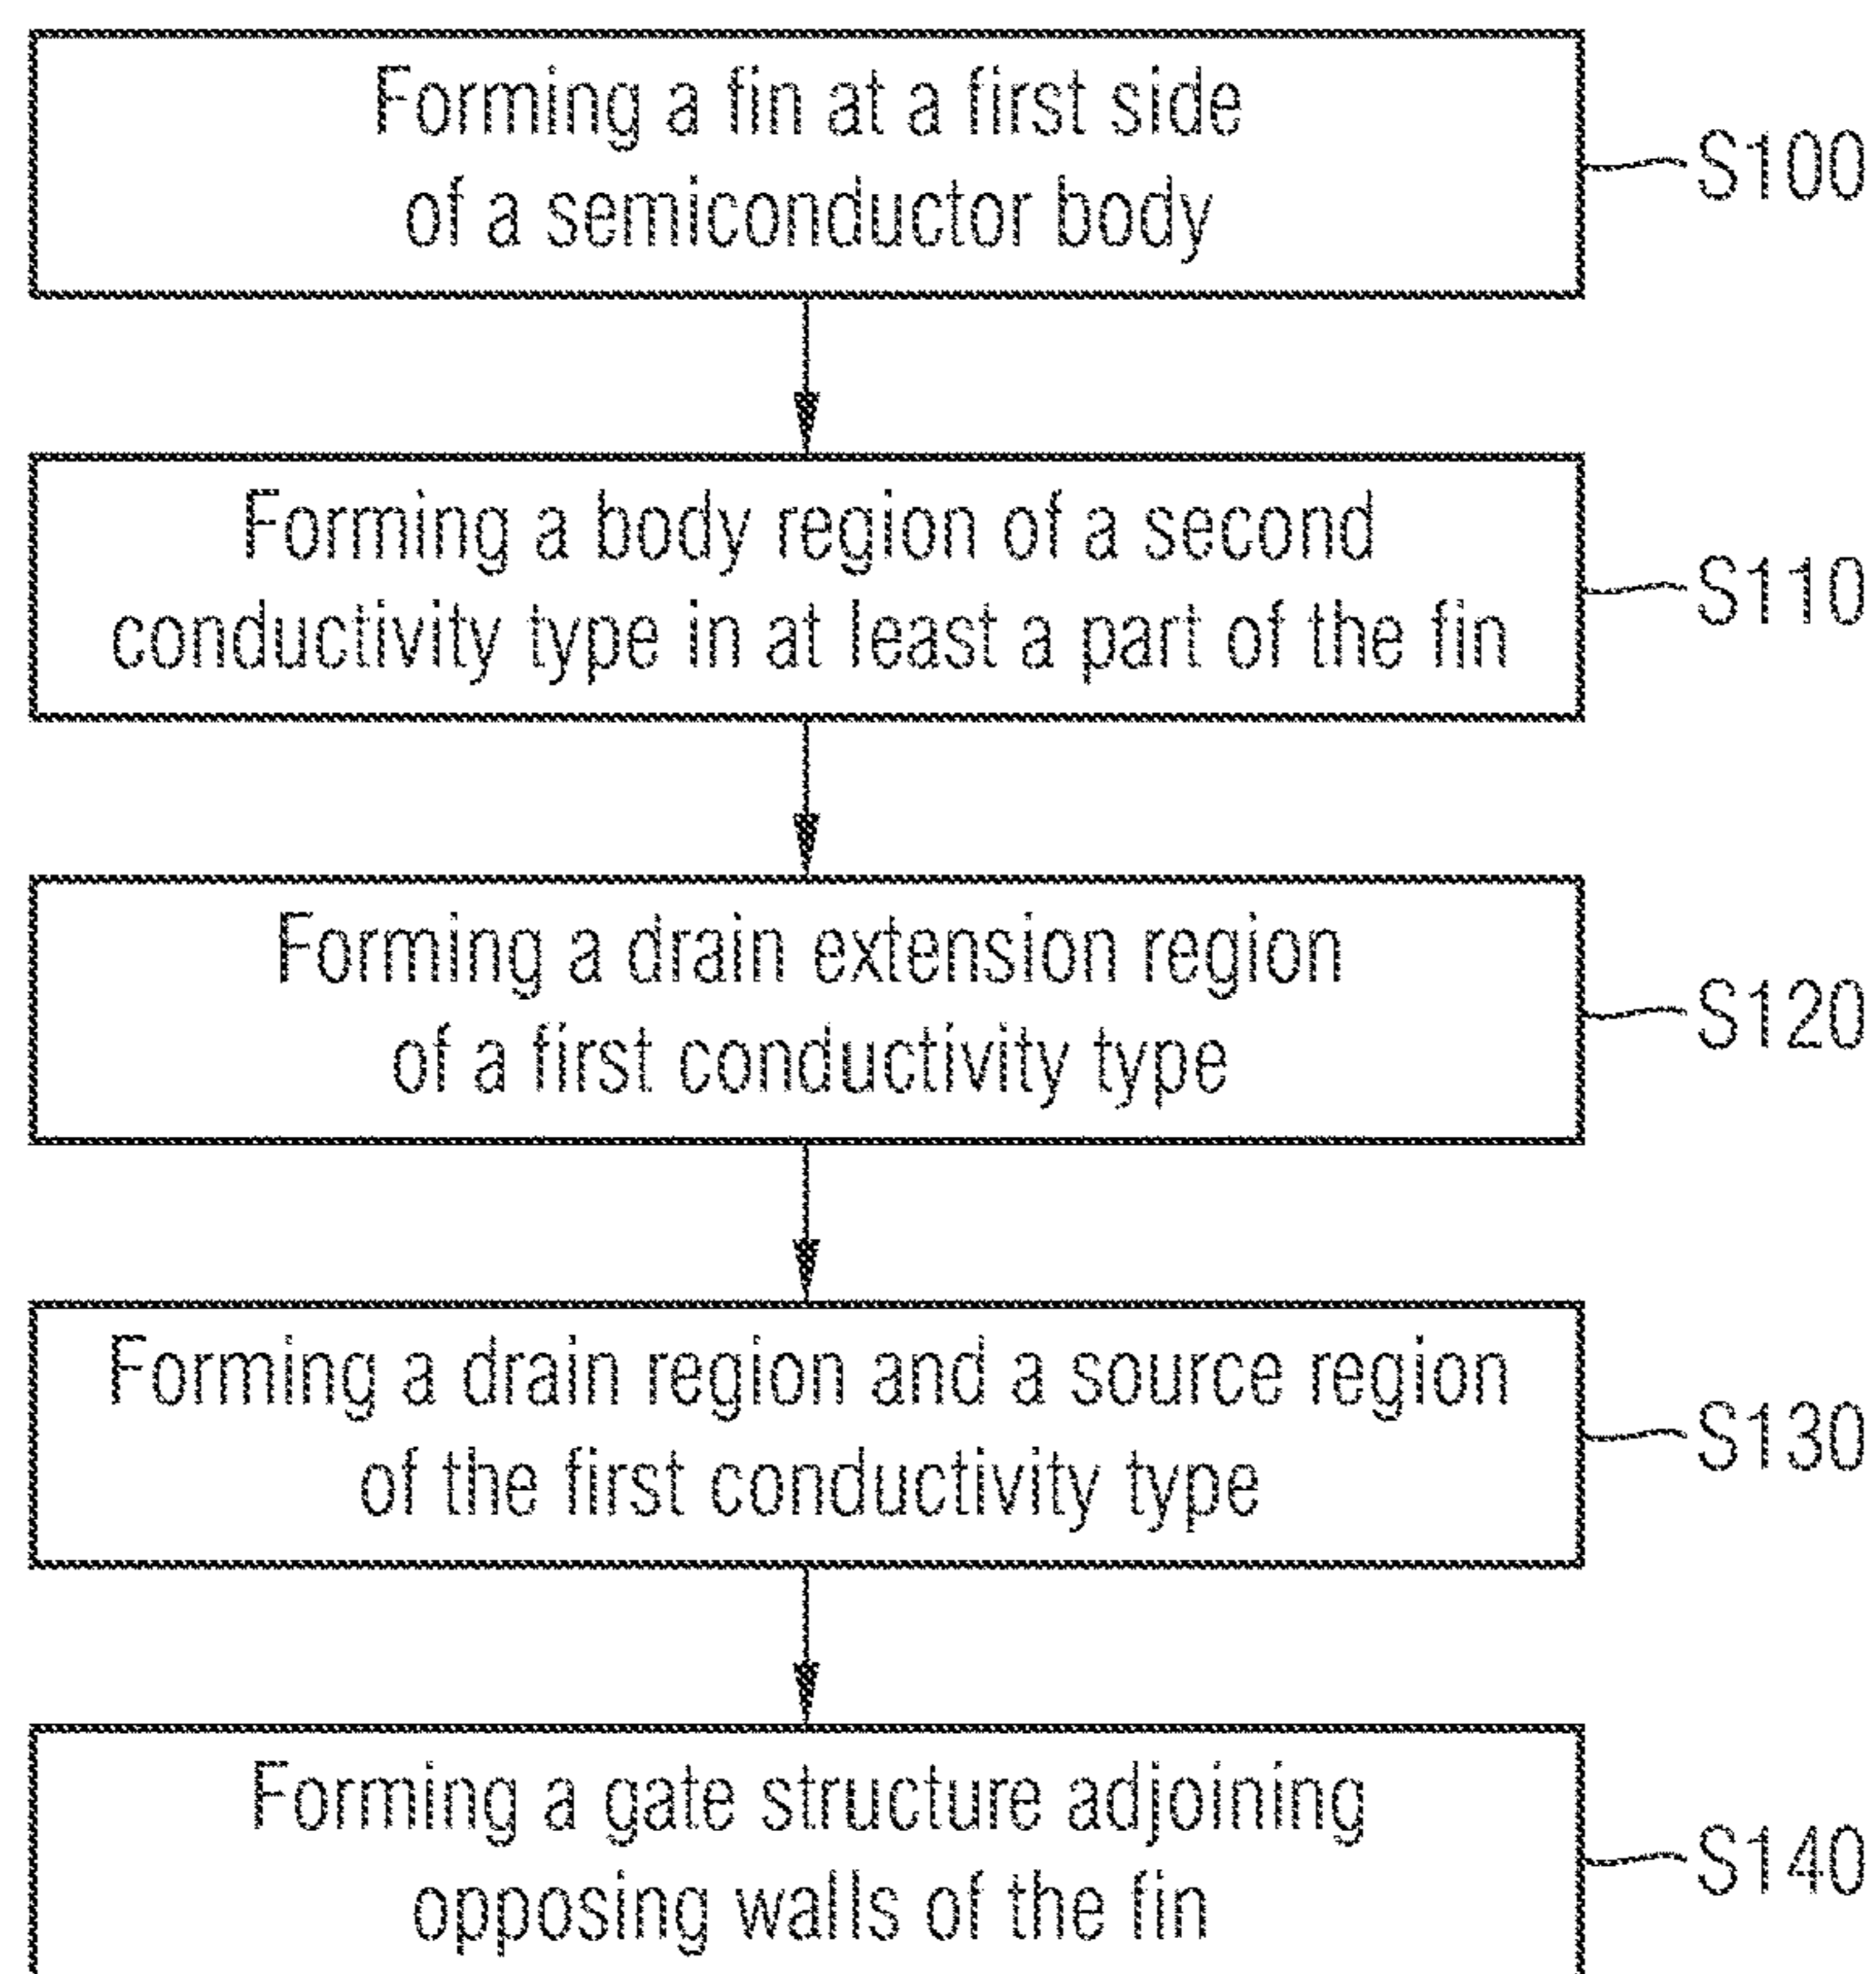 Forming a fin at a first side
of a semiconductor body
S100
Forming a body region of a second
conductivity type in at least a part of the fin
S110
Forming a drain extension region
of a first conductivity type
S120
Forming a drain region and a source region
of the first conductivity type
S130
Forming a gate structure adjoining
opposing walls of the fin
S140